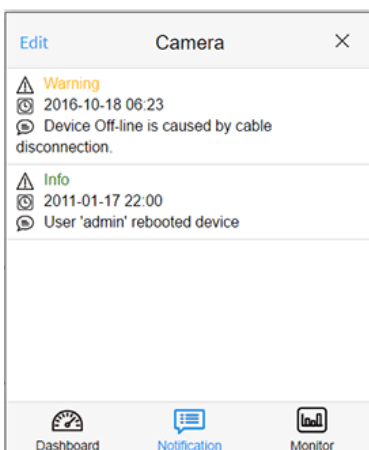 Edit Camera
Warning
2016-10-18 06:23
Device Off-line is caused by cable
disconnection.
Info
2011-01-17 22:00
User 'admin' rebooted device
Dashboard Notification Monitor